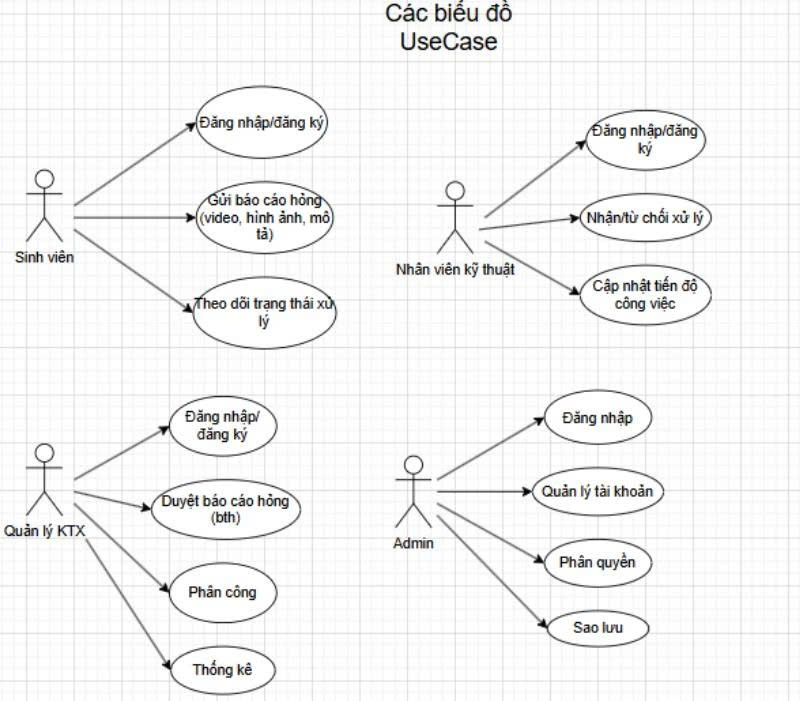 Các biểu đồ
UseCase
Đăng nhập/đăng ký
Gửi báo cáo hỏng
(video, hình ảnh, mô
tả)
Theo dõi trạng thái xử
lý
Sinh viên
Đăng nhập/đăng
ký
Nhận/từ chối xử lý
Cập nhật tiến độ
công việc
Nhân viên kỹ thuật
Đăng nhập/
đăng ký
Duyệt báo cáo hỏng
(bth)
Phân công
Thống kê
Quản lý KTX
Đăng nhập
Quản lý tài khoản
Phân quyền
Sao lưu
Admin